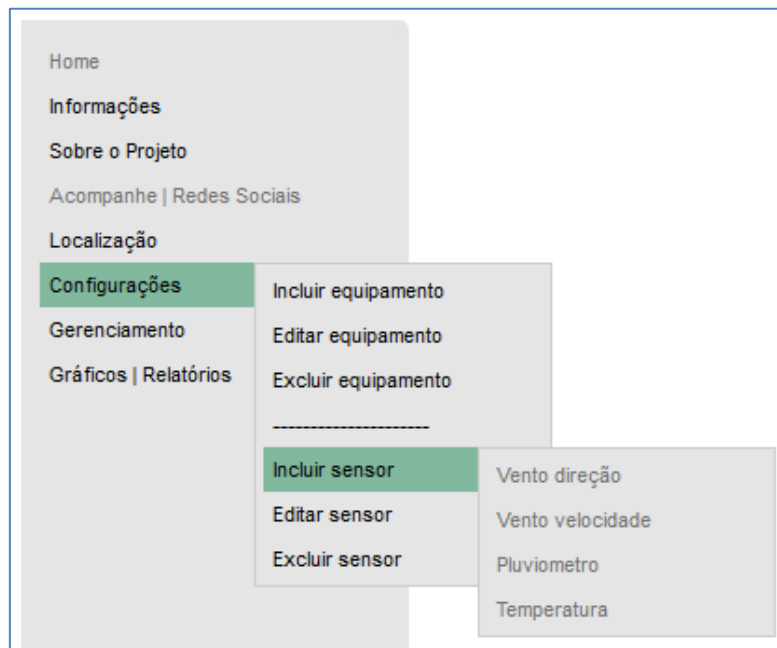 Home
Informações
Sobre o Projeto
Acompanhe | Redes Sociais
Localização
Configurações
Gerenciamento
Gráficos | Relatórios
Incluir equipamento
Editar equipamento
Excluir equipamento
---------------------
Incluir sensor
Editar sensor
Excluir sensor
Vento direção
Vento velocidade
Pluviometro
Temperatura